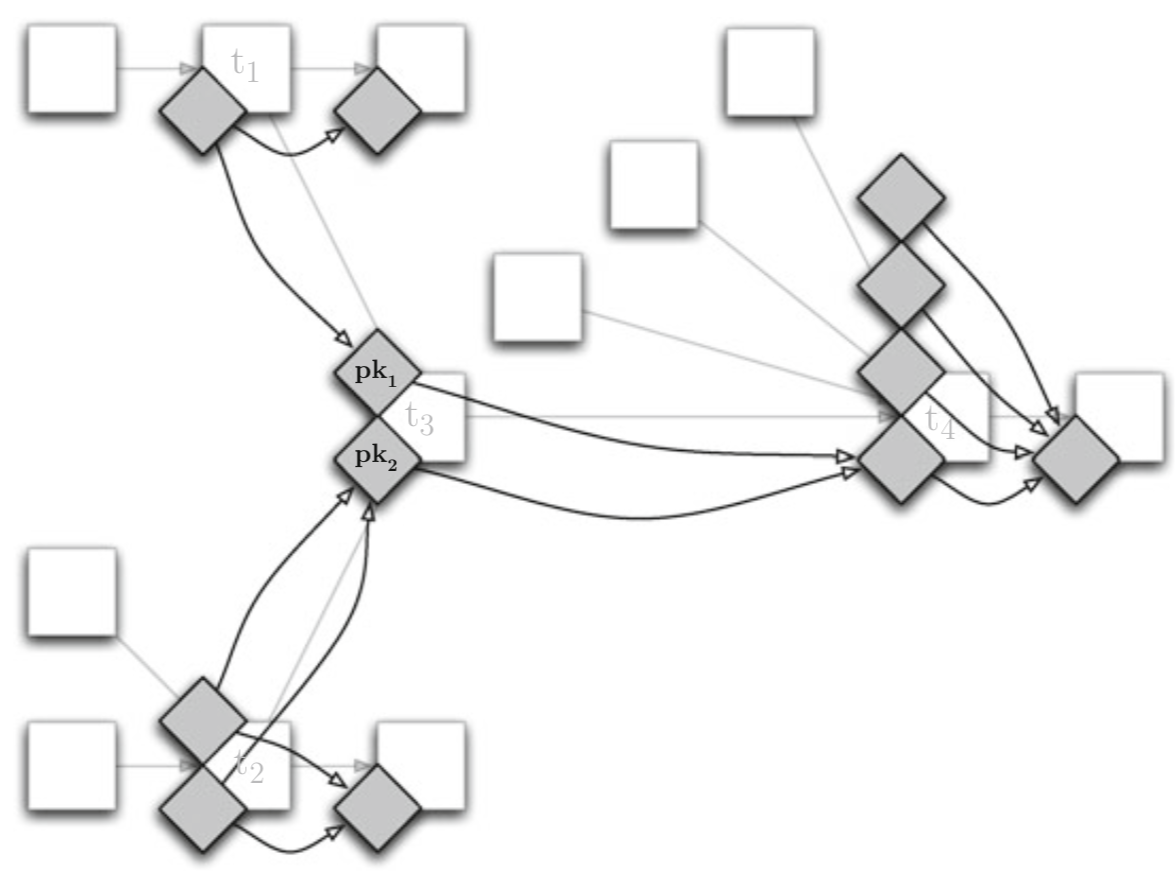 t₁
pk₁
t₃
pk₂
t₄
t₂